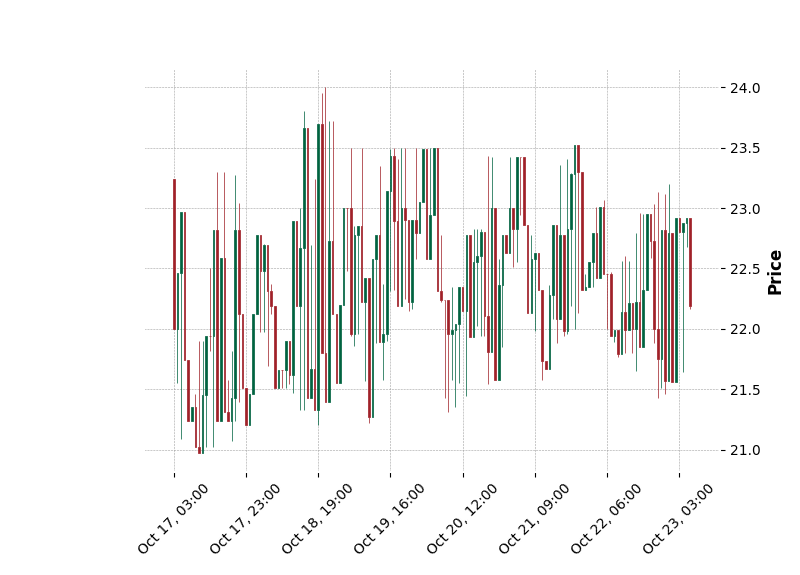 24.0
23.5
23.0
22.5
22.0
21.5
21.0
Price
Oct 17, 03:00
Oct 17, 23:00
Oct 18, 19:00
Oct 19, 16:00
Oct 20, 12:00
Oct 21, 09:00
Oct 22, 06:00
Oct 23, 03:00